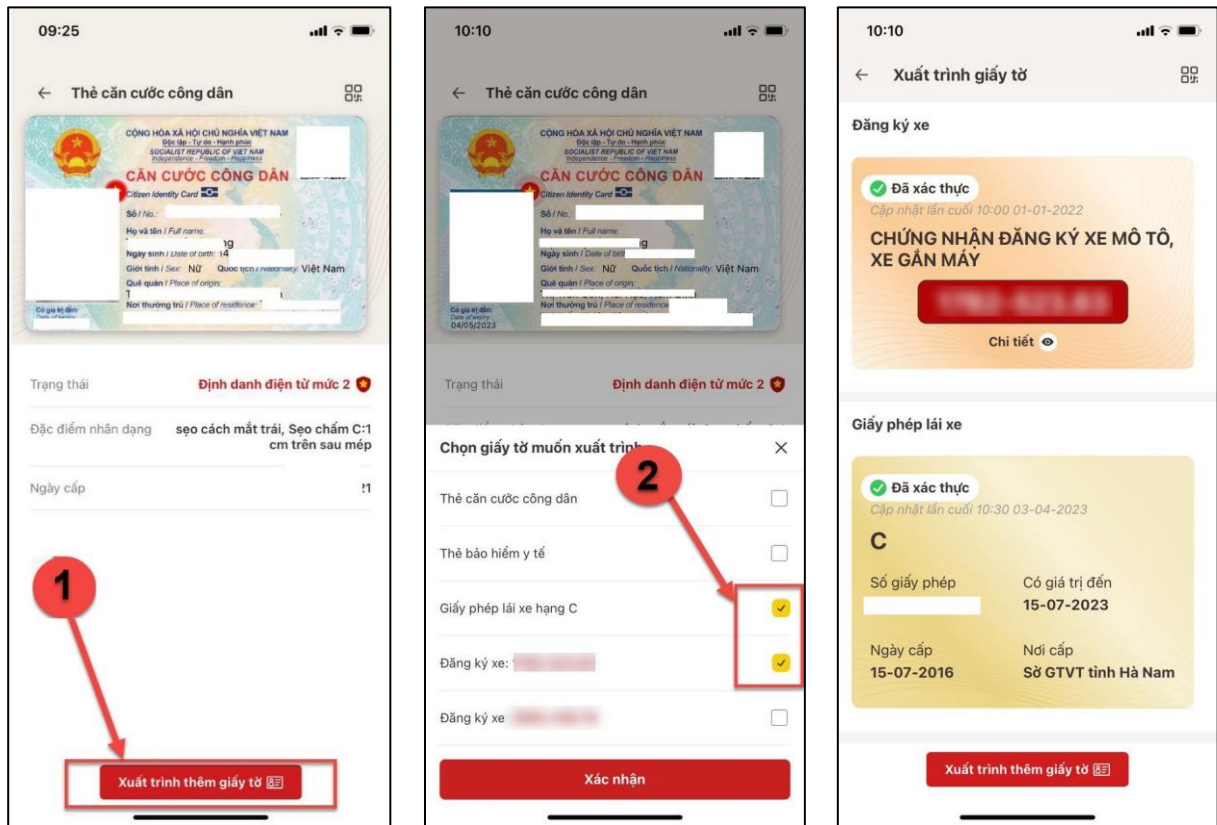 09:25
Thẻ căn cước công dân
CỘNG HÒA XÃ HỘI CHỦ NGHĨA VIỆT NAM
Độc lập - Tự do - Hạnh phúc
SOCIALIST REPUBLIC OF VIET NAM
Independence - Freedom - Happiness
CĂN CƯỚC CÔNG DÂN
Citizen Identity Card
Số / No.:
Họ và tên / Full name:
Ngày sinh / Date of birth: 14
Giới tính / Sex: NỮ Quốc tịch / Nationality: Việt Nam
Quê quán / Place of origin:
Nơi thường trú / Place of residence:
Có giá trị đến:
Date of expiry:
Trạng thái Định danh điện tử mức 2
Đặc điểm nhân dạng sẹo cách mắt trái, Sẹo chấm C:1
cm trên sau mép
Ngày cấp 21
1
Xuất trình thêm giấy tờ
10:10
Thẻ căn cước công dân
CỘNG HÒA XÃ HỘI CHỦ NGHĨA VIỆT NAM
Độc lập - Tự do - Hạnh phúc
SOCIALIST REPUBLIC OF VIET NAM
Independence - Freedom - Happiness
CĂN CƯỚC CÔNG DÂN
Citizen Identity Card
Số / No.:
Họ và tên / Full name:
Ngày sinh / Date of birth
Giới tính / Sex: NỮ Quốc tịch / Nationality: Việt Nam
Quê quán / Place of origin:
Nơi thường trú / Place of residence
Có giá trị đến:
Date of expiry:
04/05/2023
Trạng thái Định danh điện tử mức 2
Chọn giấy tờ muốn xuất trình
2
Thẻ căn cước công dân
Thẻ bảo hiểm y tế
Giấy phép lái xe hạng C
Đăng ký xe:
Đăng ký xe
Xác nhận
10:10
Xuất trình giấy tờ
Đăng ký xe
Đã xác thực
Cập nhật lần cuối 10:00 01-01-2022
CHỨNG NHẬN ĐĂNG KÝ XE MÔ TÔ,
XE GẮN MÁY
Chi tiết
Giấy phép lái xe
Đã xác thực
Cập nhật lần cuối 10:30 03-04-2023
C
Số giấy phép Có giá trị đến
15-07-2023
Ngày cấp Nơi cấp
15-07-2016 Sở GTVT tỉnh Hà Nam
Xuất trình thêm giấy tờ